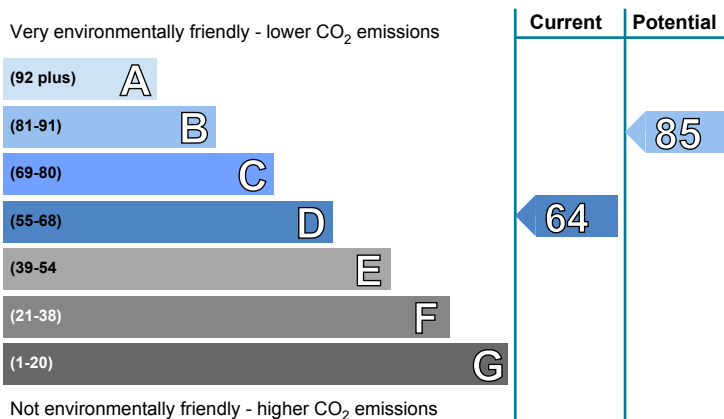 Very environmentally friendly - lower CO2 emissions
Current
Potential
(92 plus) A
(81-91) B
85
(69-80) C
(55-68) D
64
(39-54 E
(21-38) F
(1-20) G
Not environmentally friendly - higher CO2 emissions